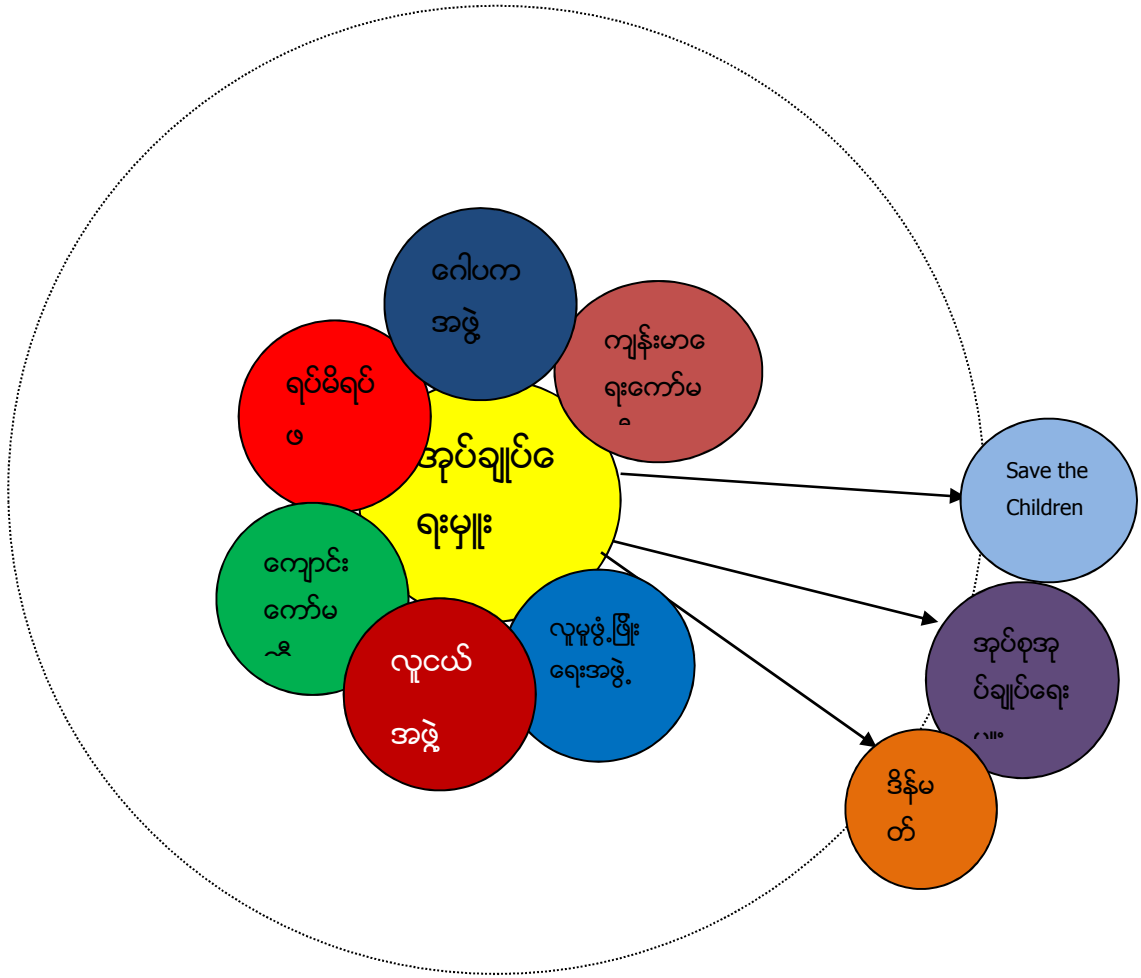 ဂေါပက
အဖွဲ့
ကျန်းမာေ
ရးကော်မ
ရပ်မိရပ်
ဖ
အုပ်ချုပ်ေ
ရးမှူး
Save the
Children
ကျောင်း
ကော်မ
တီ
လူငယ်
အဖွဲ့
လူမူဖွံ့ဖြိုး
ရေးအဖွဲ့
အုပ်စုအု
ပ်ချုပ်ရေး
ဒိန်းမ
တ်